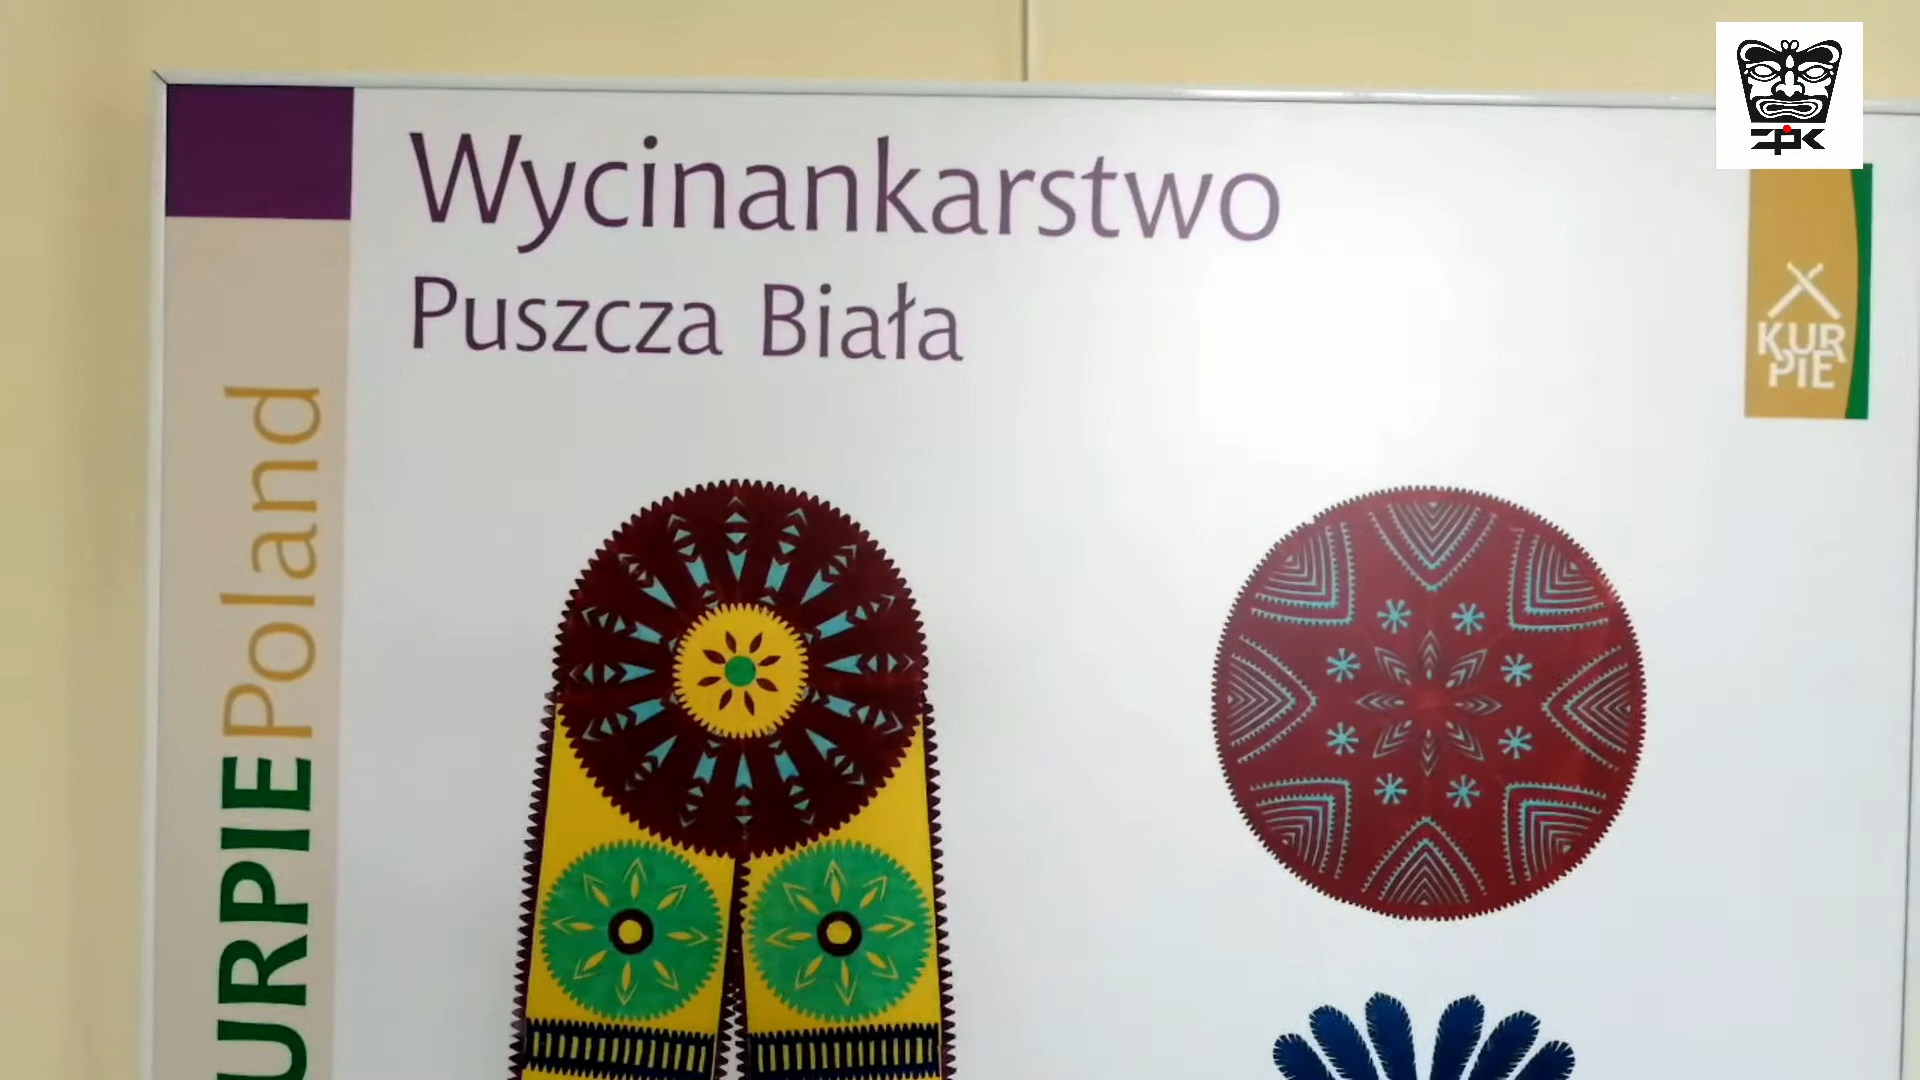 Wycinankarstwo
Puszcza Biała
URPIEPoland
KUR
PIE